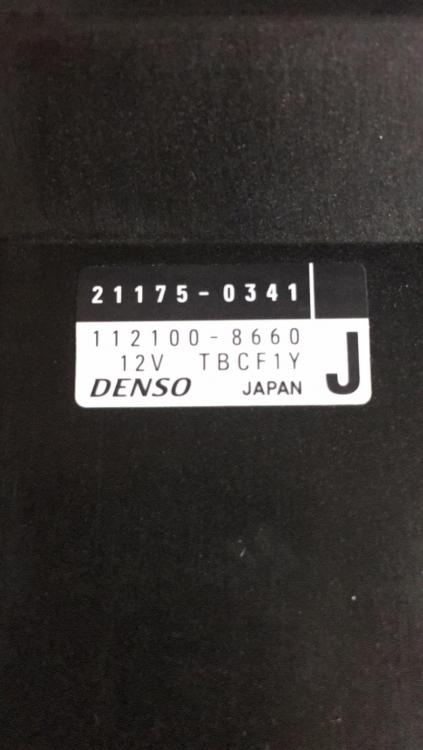 21175-0341
112100-8660
12V TBCF1Y
DENSO JAPAN J